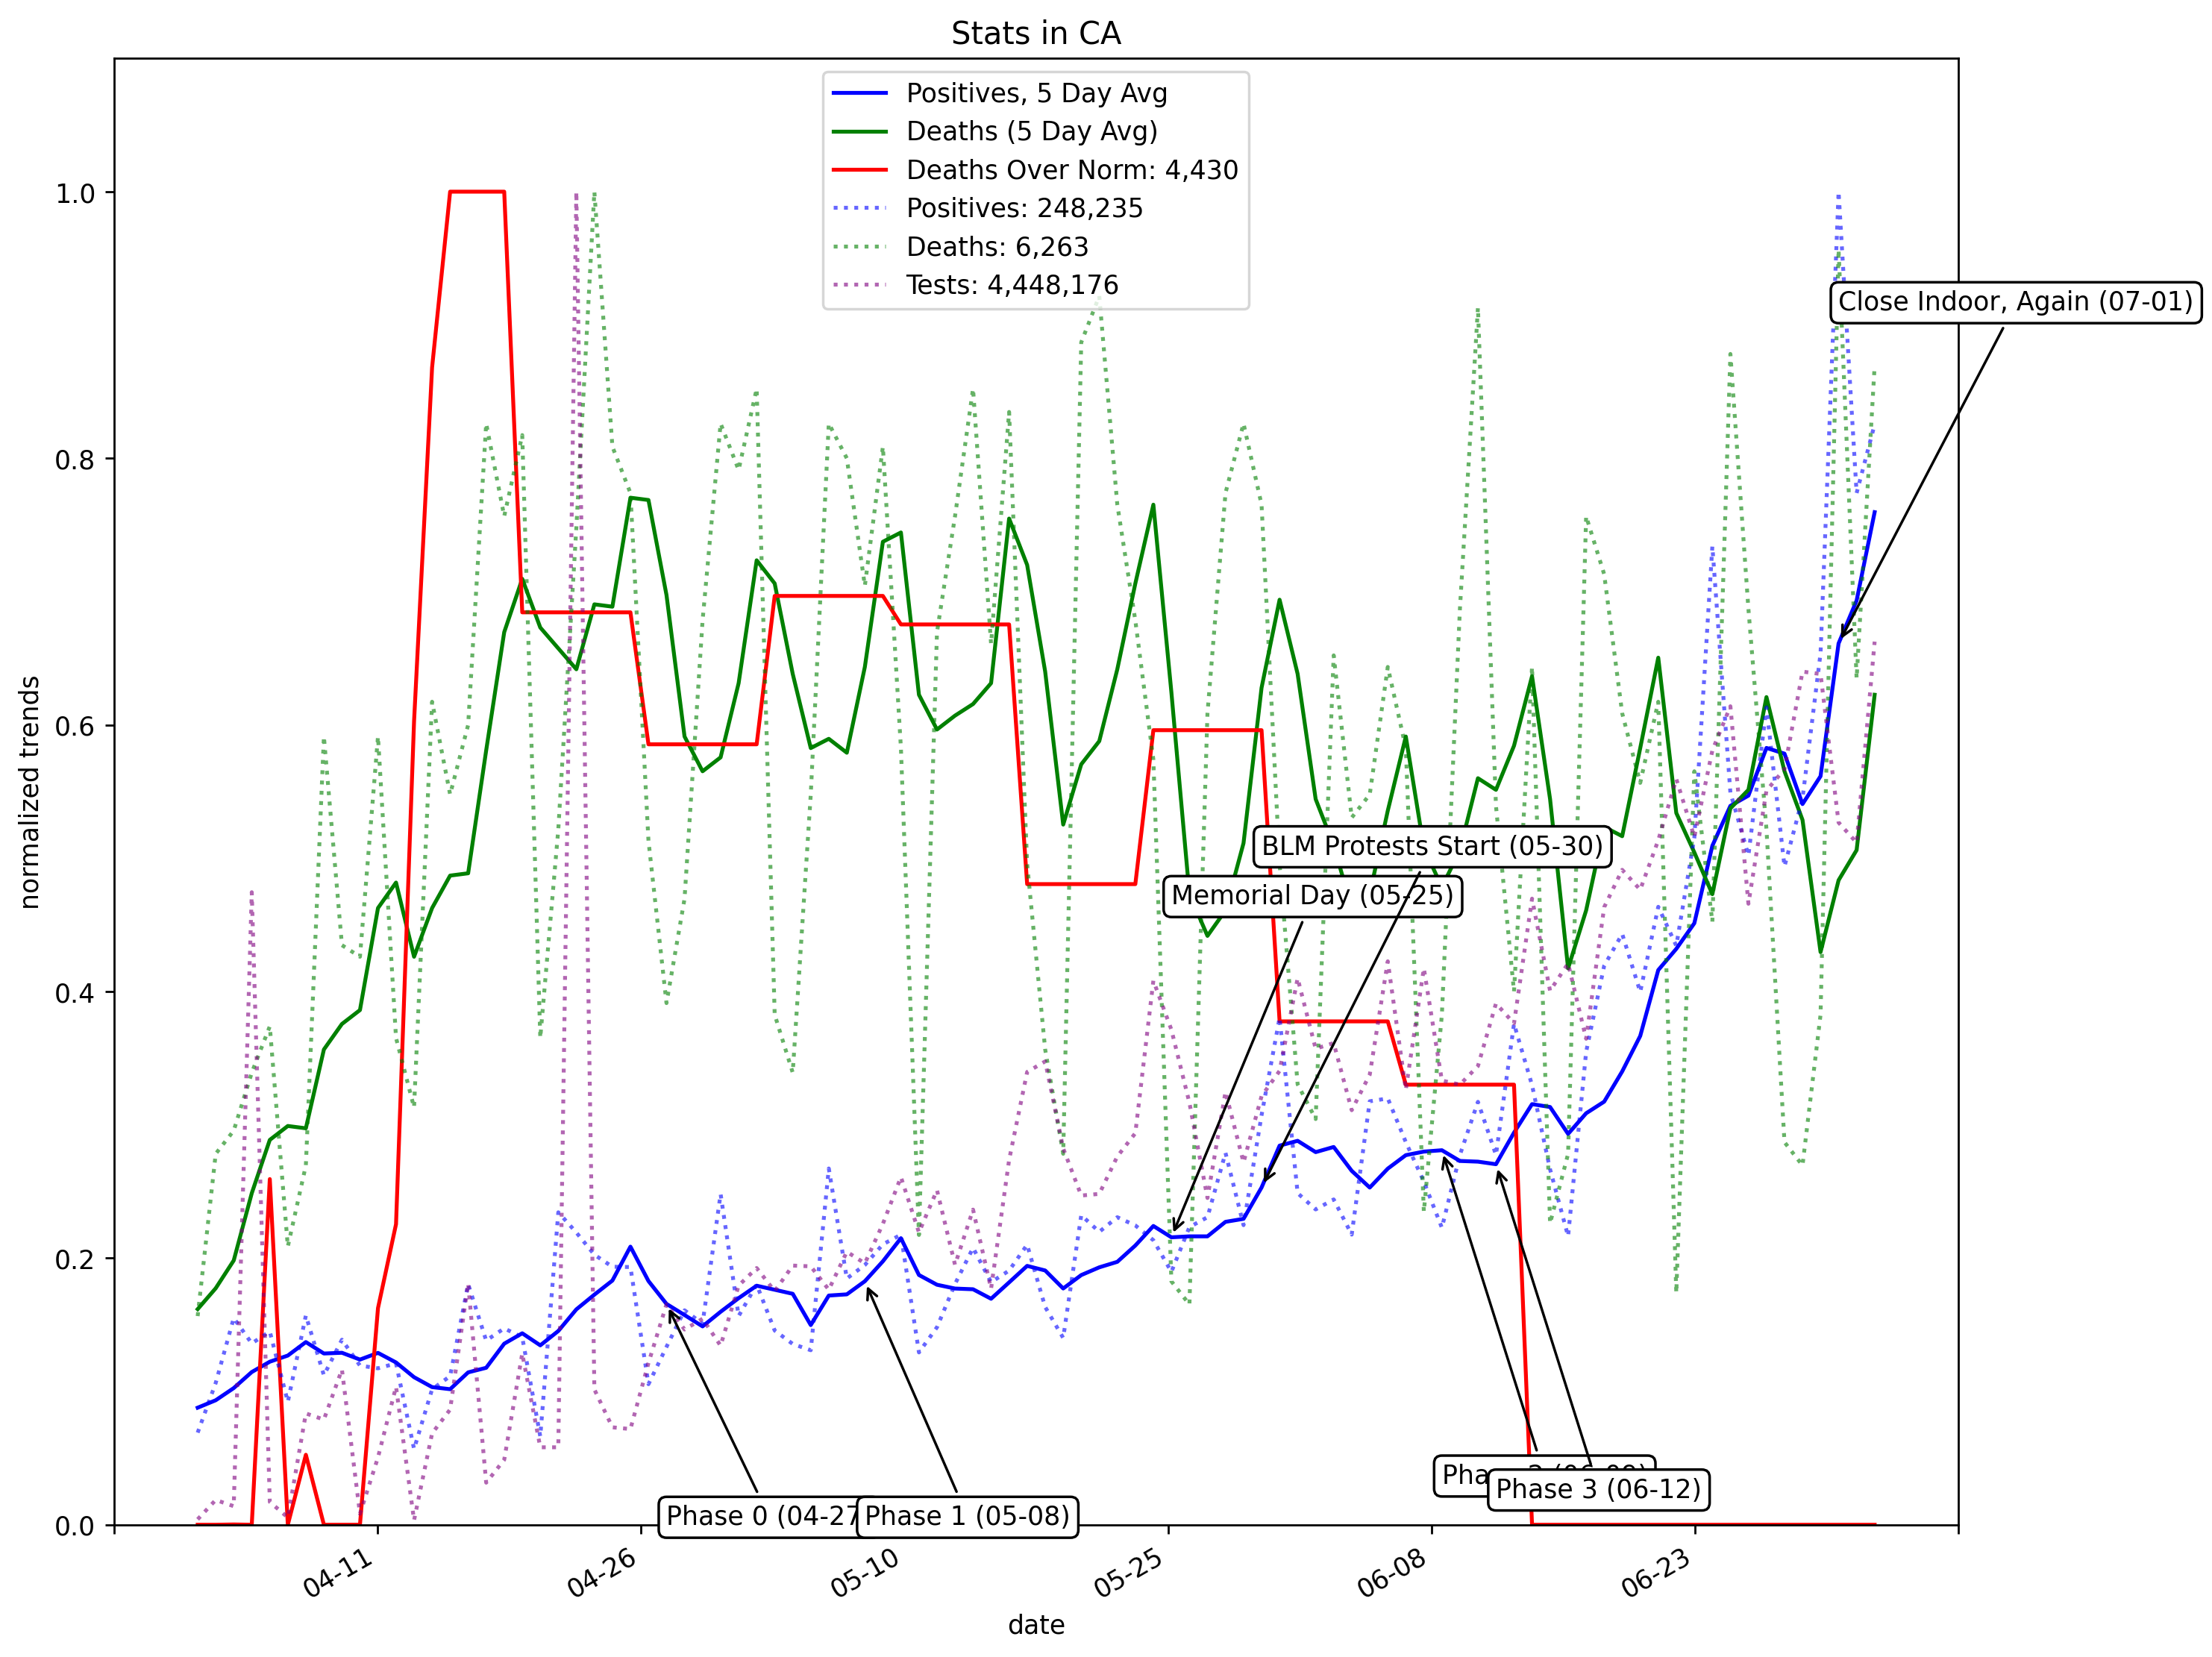 Stats in CA
Positives, 5 Day Avg
Deaths (5 Day Avg)
Deaths Over Norm: 4,430
Positives: 248,235
Deaths: 6,263
Tests: 4,448,176
normalized trends
1.0
0.8
0.6
0.4
0.2
0.0
Close Indoor, Again (07-01)
BLM Protests Start (05-30)
Memorial Day (05-25)
Phase 3 (06-12)
Phase 0 (04-27
Phase 1 (05-08)
04-11
04-26
05-10
05-25
06-08
06-23
date